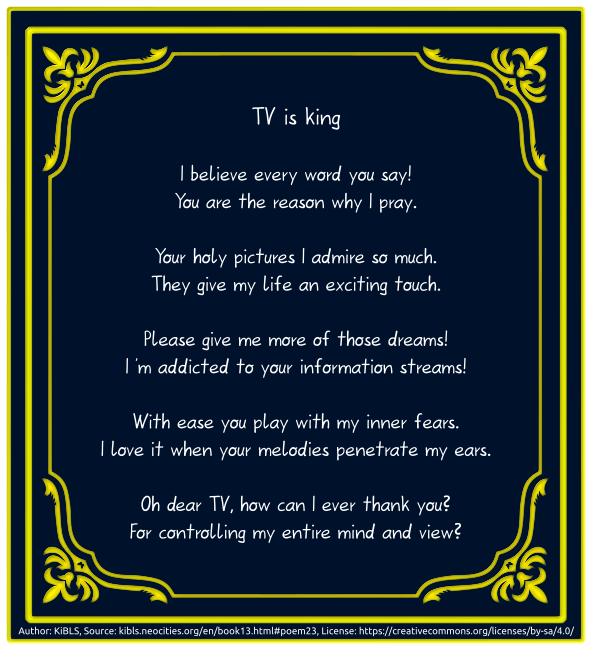 TV is king
I believe every word you say!
You are the reason why I pray.
Your holy pictures I admire so much.
They give my life an exciting touch.
Please give me more of those dreams!
I 'm addicted to your information streams!
With ease you play with my inner fears.
I love it when your melodies penetrate my ears.
Oh dear TV, how can I ever thank you?
For controlling my entire mind and view?
Author: KiBLS, Source: kibls.neocities.org/en/book13.html#poem23, License: https://creativecommons.org/licenses/by-sa/4.0/